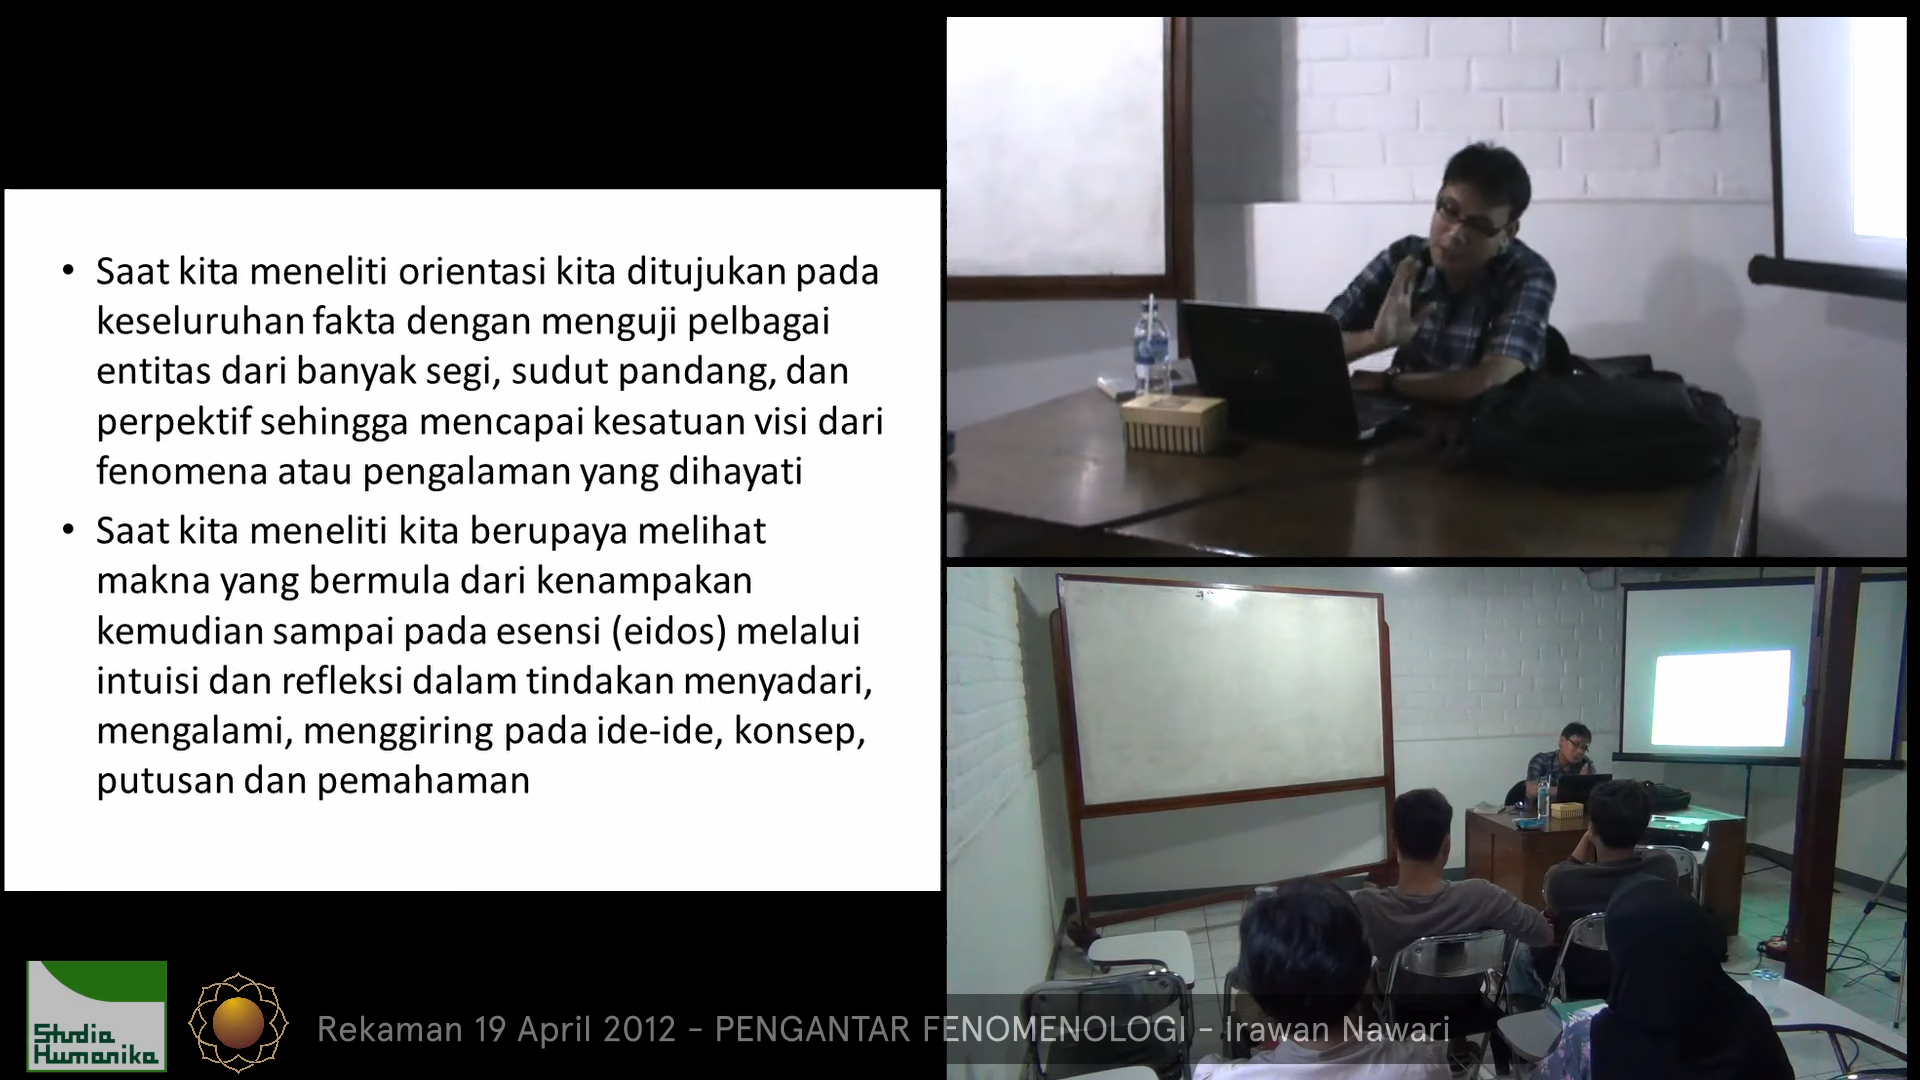 • Saat kita meneliti orientasi kita ditujukan pada
keseluruhan fakta dengan menguji pelbagai
entitas dari banyak segi, sudut pandang, dan
perpektif sehingga mencapai kesatuan visi dari
fenomena atau pengalaman yang dihayati
• Saat kita meneliti kita berupaya melihat
makna yang bermula dari kenampakan
kemudian sampai pada esensi (eidos) melalui
intuisi dan refleksi dalam tindakan menyadari,
mengalami, menggiring pada ide-ide, konsep,
putusan dan pemahaman
Studia
Humanika
Rekaman 19 April 2012 - PENGANTAR FENOMENOLOGI - Irawan Nawari